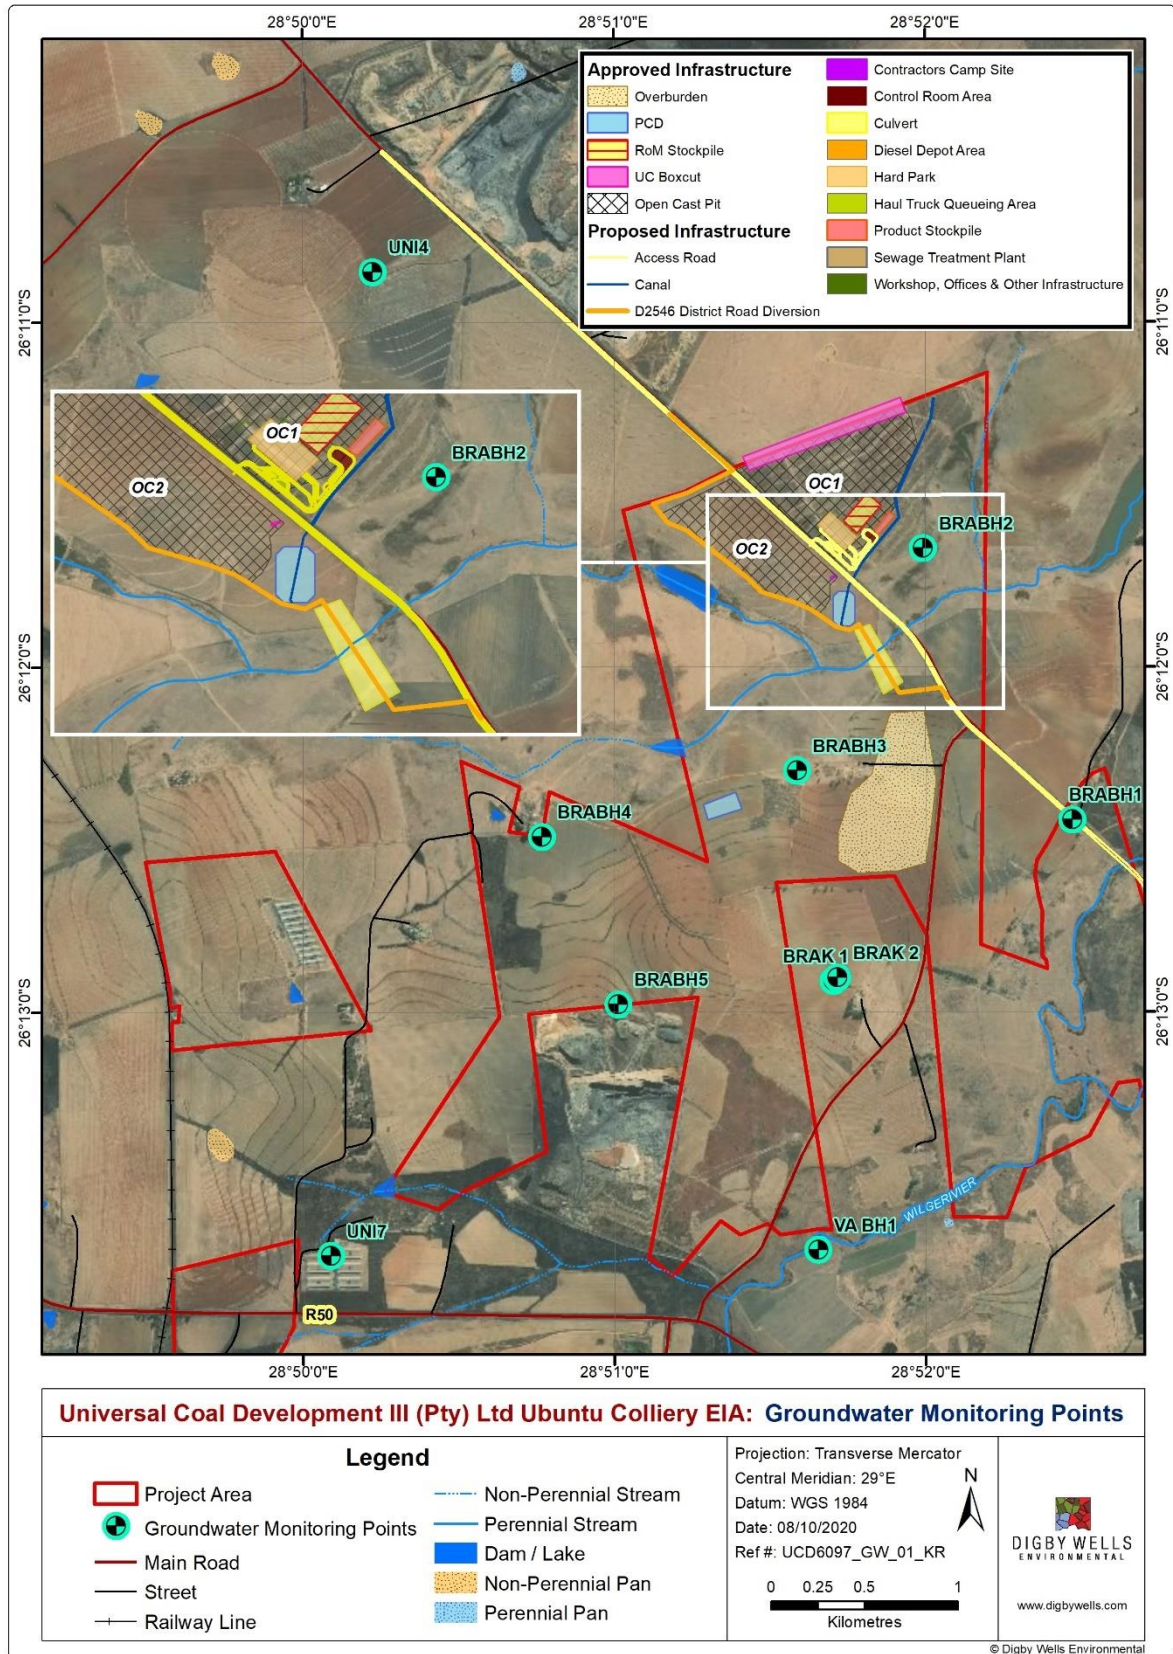 28°50'0"E
28°51'0"E
28°52'0"E
Approved Infrastructure
Overburden
PCD
RoM Stockpile
UC Boxcut
Open Cast Pit
Proposed Infrastructure
Access Road
Canal
D2546 District Road Diversion
Contractors Camp Site
Control Room Area
Culvert
Diesel Depot Area
Hard Park
Haul Truck Queueing Area
Product Stockpile
Sewage Treatment Plant
Workshop, Offices & Other Infrastructure
UNI4
26°11'0"S
26°11'0"S
OC1
BRABH2
OC2
OC1
BRABH2
OC2
26°12'0"S
26°12'0"S
BRABH3
BRABH1
BRABH4
BRAK 1
BRAK 2
BRABH5
26°13'0"S
26°13'0"S
WILGERIVIER
UNI7
VA BH1
R50
28°50'0"E
28°51'0"E
28°52'0"E
Universal Coal Development III (Pty) Ltd Ubuntu Colliery EIA: Groundwater Monitoring Points
Legend
Project Area
Groundwater Monitoring Points
Main Road
Street
Railway Line
Non-Perennial Stream
Perennial Stream
Dam / Lake
Non-Perennial Pan
Perennial Pan
Projection: Transverse Mercator
Central Meridian: 29°E
Datum: WGS 1984
Date: 08/10/2020
Ref #: UCD6097_GW_01_KR
N
0 0.25 0.5 1
Kilometres
DIGBY WELLS
ENVIRONMENTAL
www.digbywells.com
© Digby Wells Environmental